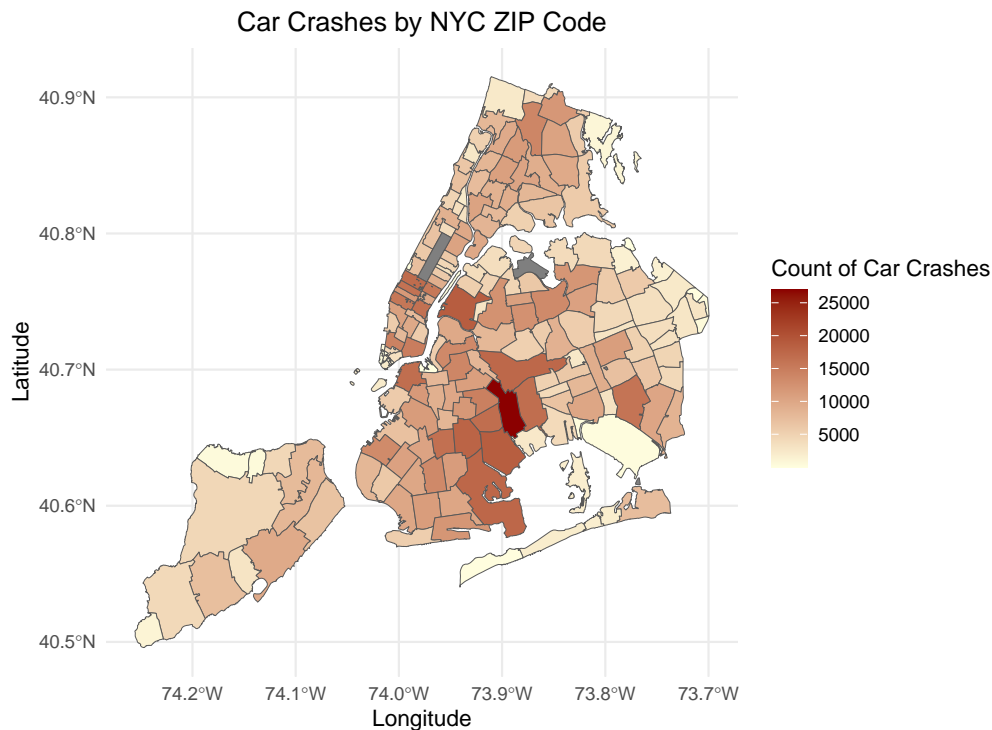 Car Crashes by NYC ZIP Code
40.9°N
40.8°N
40.7°N
40.6°N
40.5°N
Latitude
74.2°W 74.1°W 74.0°W 73.9°W 73.8°W 73.7°W
Longitude
Count of Car Crashes
25000
20000
15000
10000
5000